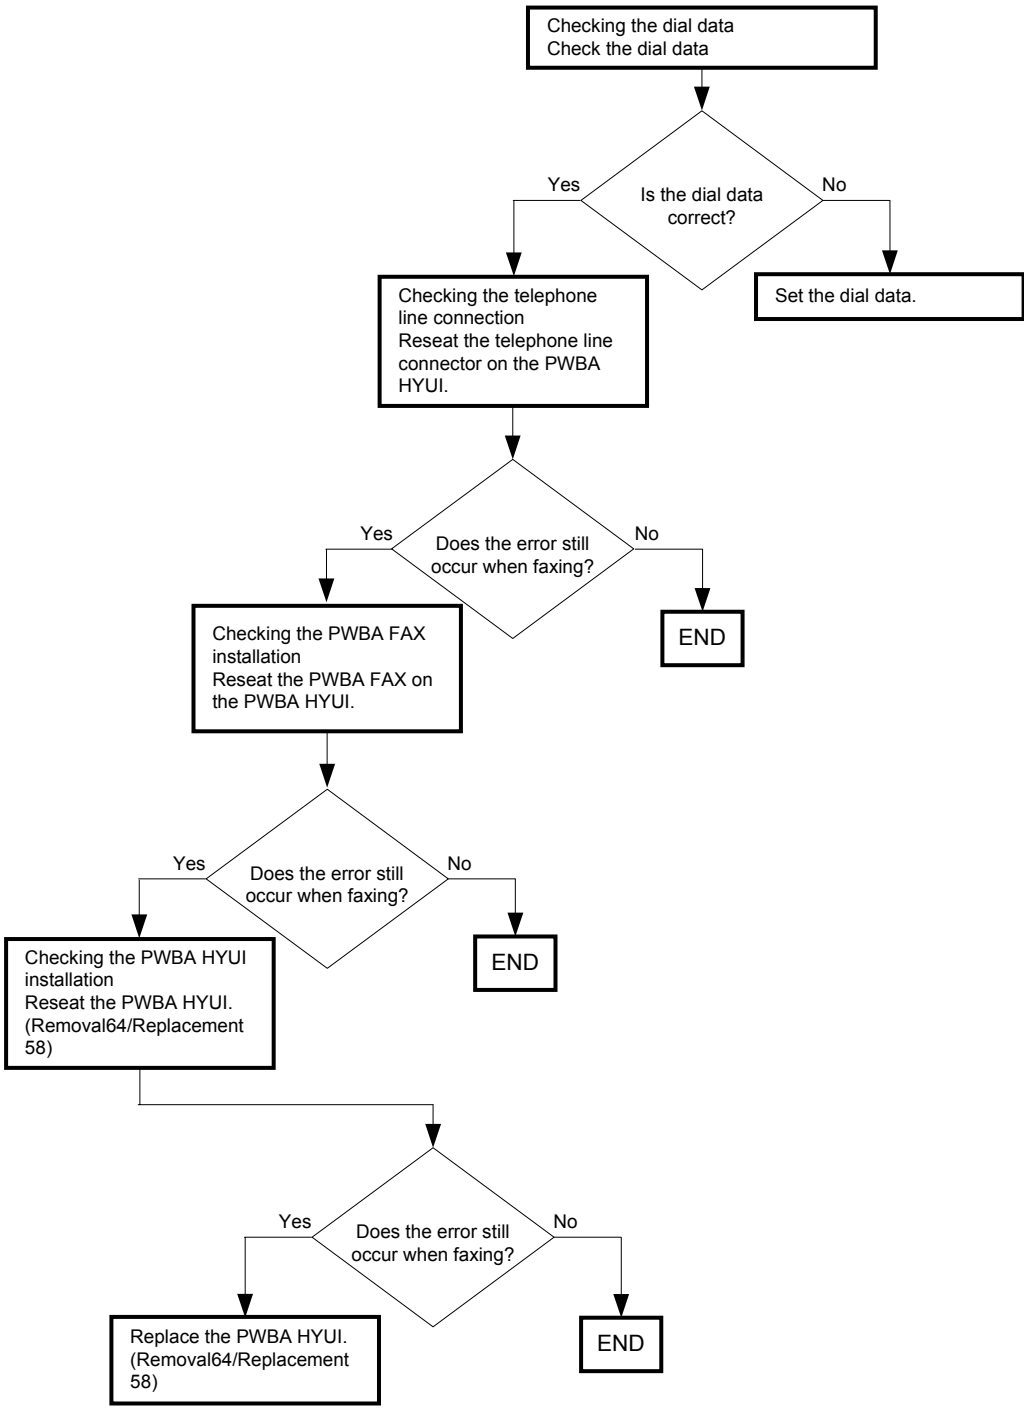 Checking the dial data
Check the dial data
Is the dial data
correct?
Yes
No
Checking the telephone
line connection
Reseat the telephone line
connector on the PWBA
HYUI.
Set the dial data.
Does the error still
occur when faxing?
Yes
No
Checking the PWBA FAX
installation
Reseat the PWBA FAX on
the PWBA HYUI.
END
Does the error still
occur when faxing?
Yes
No
Checking the PWBA HYUI
installation
Reseat the PWBA HYUI.
(Removal64/Replacement
58)
END
Does the error still
occur when faxing?
Yes
No
Replace the PWBA HYUI.
(Removal64/Replacement
58)
END